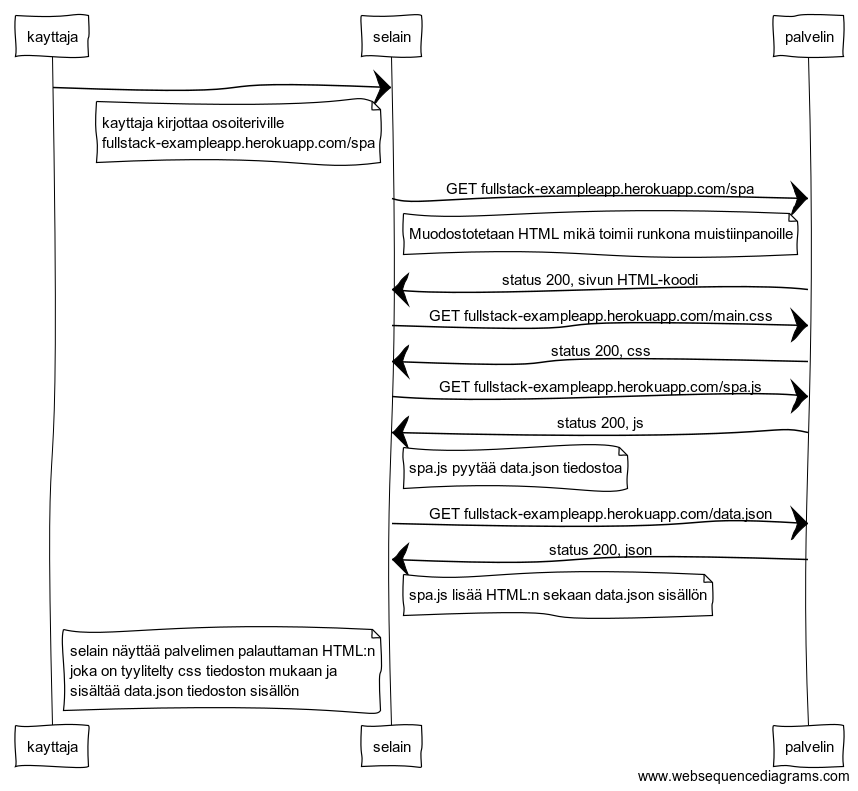 kayttaja
selain
palvelin
kayttaja kirjottaa osoiteriville
fullstack-exampleapp.herokuapp.com/spa
GET fullstack-exampleapp.herokuapp.com/spa
Muodostotetaan HTML mikä toimii runkona muistiinpanoille
status 200, sivun HTML-koodi
GET fullstack-exampleapp.herokuapp.com/main.css
status 200, css
GET fullstack-exampleapp.herokuapp.com/spa.js
status 200, js
spa.js pyytää data.json tiedostoa
GET fullstack-exampleapp.herokuapp.com/data.json
status 200, json
spa.js lisää HTML:n sekaan data.json sisällön
selain näyttää palvelimen palauttaman HTML:n
joka on tyylitelty css tiedoston mukaan ja
sisältää data.json tiedoston sisällön
kayttaja
selain
palvelin
www.websequencediagrams.com